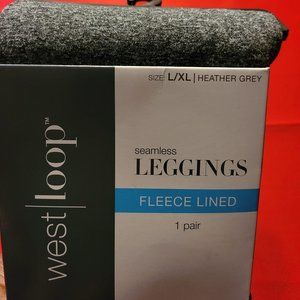 SIZE L/XL | HEATHER GREY
west|loop™
seamless
LEGGINGS
FLEECE LINED
1 pair